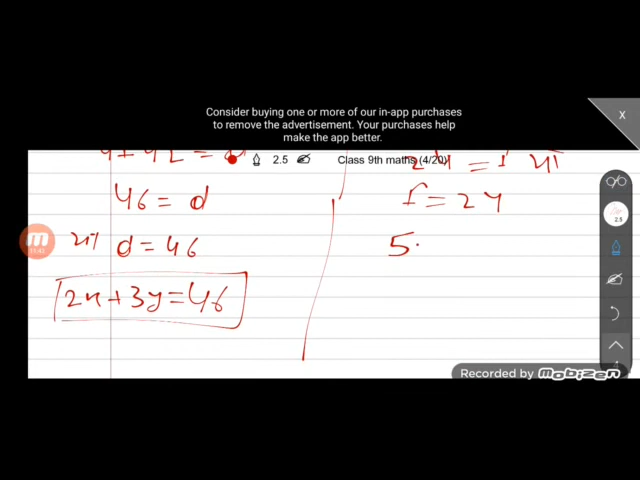 Consider buying one or more of our in-app purchases
to remove the advertisement. Your purchases help
make the app better.
X
2.5 Class 9th maths (4/20)
46 = d
या d = 46
2x + 3y = 46
24 = r या
r = 24
5.
2.5
Recorded by mobizen